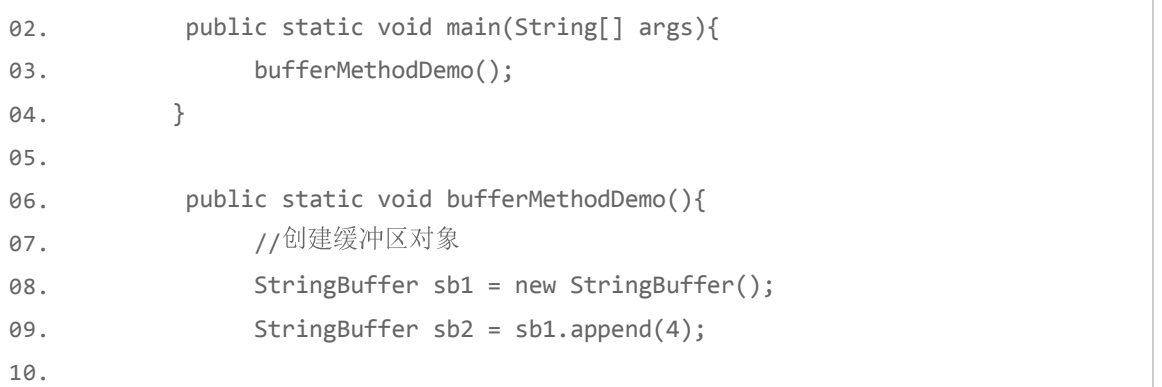 02. public static void main(String[] args){
03. bufferMethodDemo();
04. }
05.
06. public static void bufferMethodDemo(){
07. //创建缓冲区对象
08. StringBuffer sb1 = new StringBuffer();
09. StringBuffer sb2 = sb1.append(4);
10.